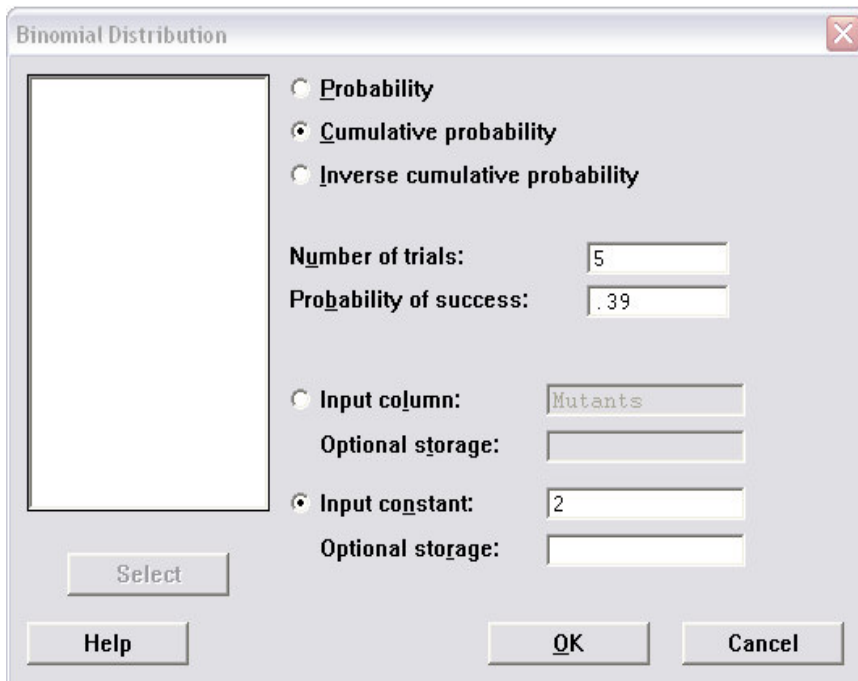 Binomial Distribution
Probability
Cumulative probability
Inverse cumulative probability
Number of trials: 5
Probability of success: .39
Input column: Mutants
Optional storage:
Input constant: 2
Optional storage:
Select
Help OK Cancel